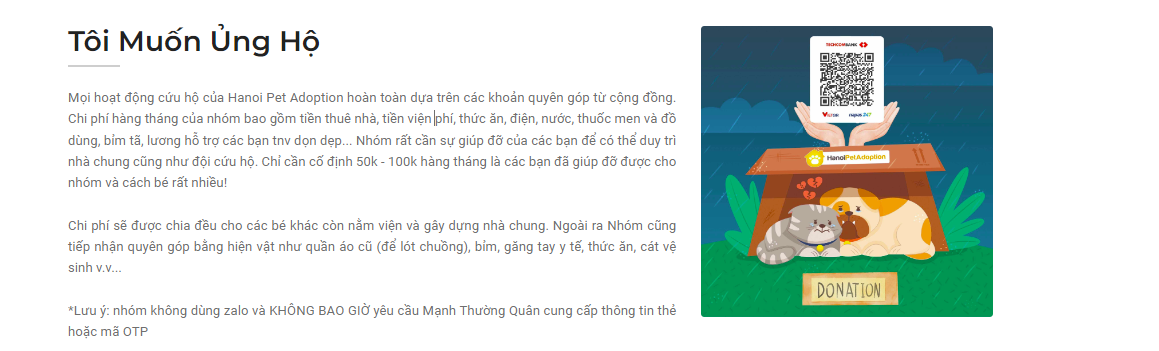 Tôi Muốn Ủng Hộ
Mọi hoạt động cứu hộ của Hanoi Pet Adoption hoàn toàn dựa trên các khoản quyên góp từ cộng đồng.
Chi phí hàng tháng của nhóm bao gồm tiền thuê nhà, tiền viện phí, thức ăn, điện, nước, thuốc men và đồ
dùng, bỉm tã, lương hỗ trợ các bạn tnv dọn dẹp... Nhóm rất cần sự giúp đỡ của các bạn để có thể duy trì
nhà chung cũng như đội cứu hộ. Chỉ cần cố định 50k - 100k hàng tháng là các bạn đã giúp đỡ được cho
nhóm và cách bé rất nhiều!
Chi phí sẽ được chia đều cho các bé khác còn nằm viện và gây dựng nhà chung. Ngoài ra Nhóm cũng
tiếp nhận quyên góp bằng hiện vật như quần áo cũ (để lót chuồng), bỉm, găng tay y tế, thức ăn, cát vệ
sinh v.v...
*Lưu ý: nhóm không dùng zalo và KHÔNG BAO GIỜ yêu cầu Mạnh Thường Quân cung cấp thông tin thẻ
hoặc mã OTP
TECHCOMBANK
VIETQR napas 247
HanoiPetAdoption
DONATION